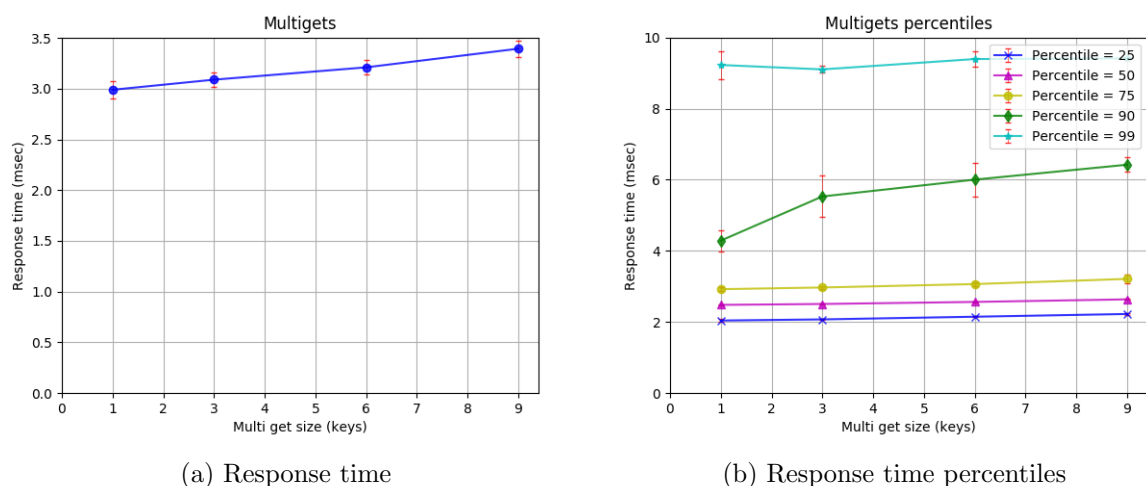 Multigets
3.5
3.0
2.5
2.0
1.5
1.0
0.5
0.0
Response time (msec)
0 1 2 3 4 5 6 7 8 9
Multi get size (keys)
(a) Response time
Multigets percentiles
10
8
6
4
2
0
Response time (msec)
0 1 2 3 4 5 6 7 8 9
Multi get size (keys)
Percentile = 25
Percentile = 50
Percentile = 75
Percentile = 90
Percentile = 99
(b) Response time percentiles